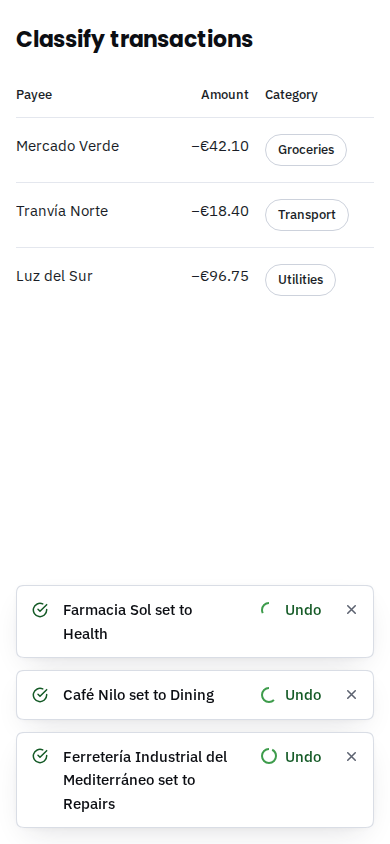 Classify transactions
Payee Amount Category
Mercado Verde −€42.10 Groceries
Tranvía Norte −€18.40 Transport
Luz del Sur −€96.75 Utilities
Farmacia Sol set to Undo
Health
Café Nilo set to Dining Undo
Ferretería Industrial del Undo
Mediterráneo set to
Repairs